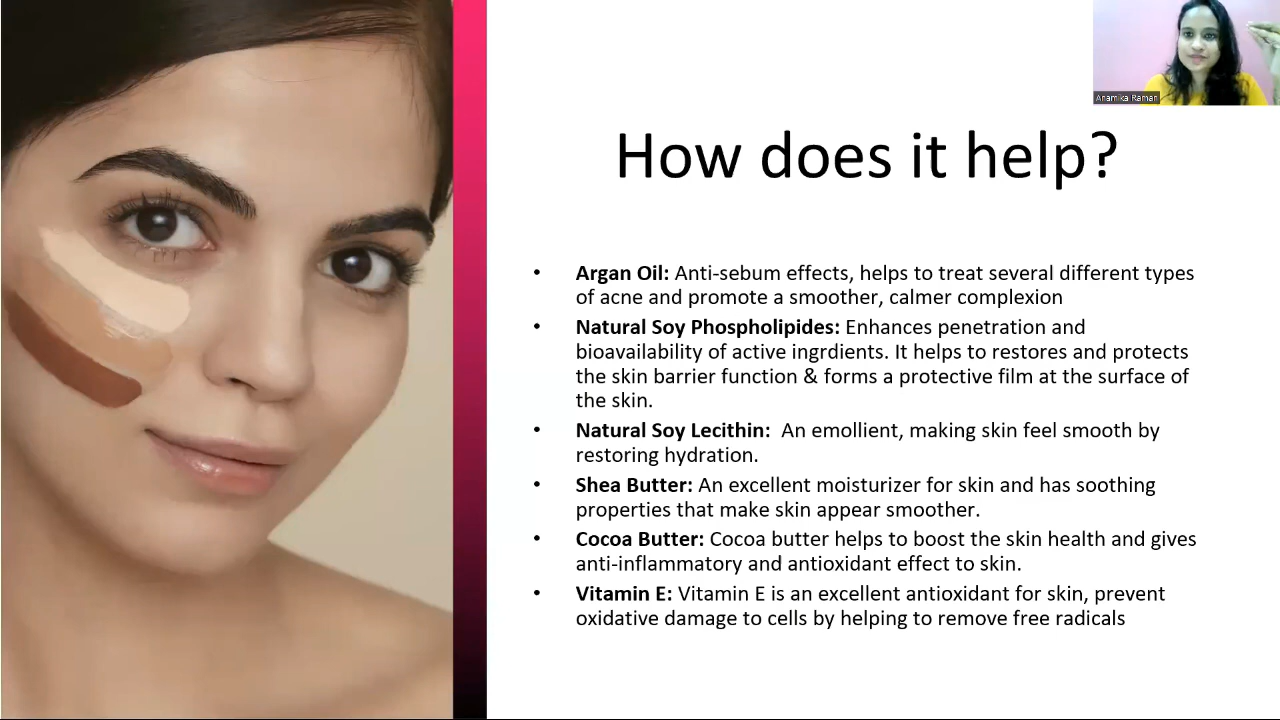 Anamika Raman
How does it help?
• Argan Oil: Anti-sebum effects, helps to treat several different types
of acne and promote a smoother, calmer complexion
• Natural Soy Phospholipides: Enhances penetration and
bioavailability of active ingrdients. It helps to restores and protects
the skin barrier function & forms a protective film at the surface of
the skin.
• Natural Soy Lecithin:  An emollient, making skin feel smooth by
restoring hydration.
• Shea Butter: An excellent moisturizer for skin and has soothing
properties that make skin appear smoother.
• Cocoa Butter: Cocoa butter helps to boost the skin health and gives
anti-inflammatory and antioxidant effect to skin.
• Vitamin E: Vitamin E is an excellent antioxidant for skin, prevent
oxidative damage to cells by helping to remove free radicals